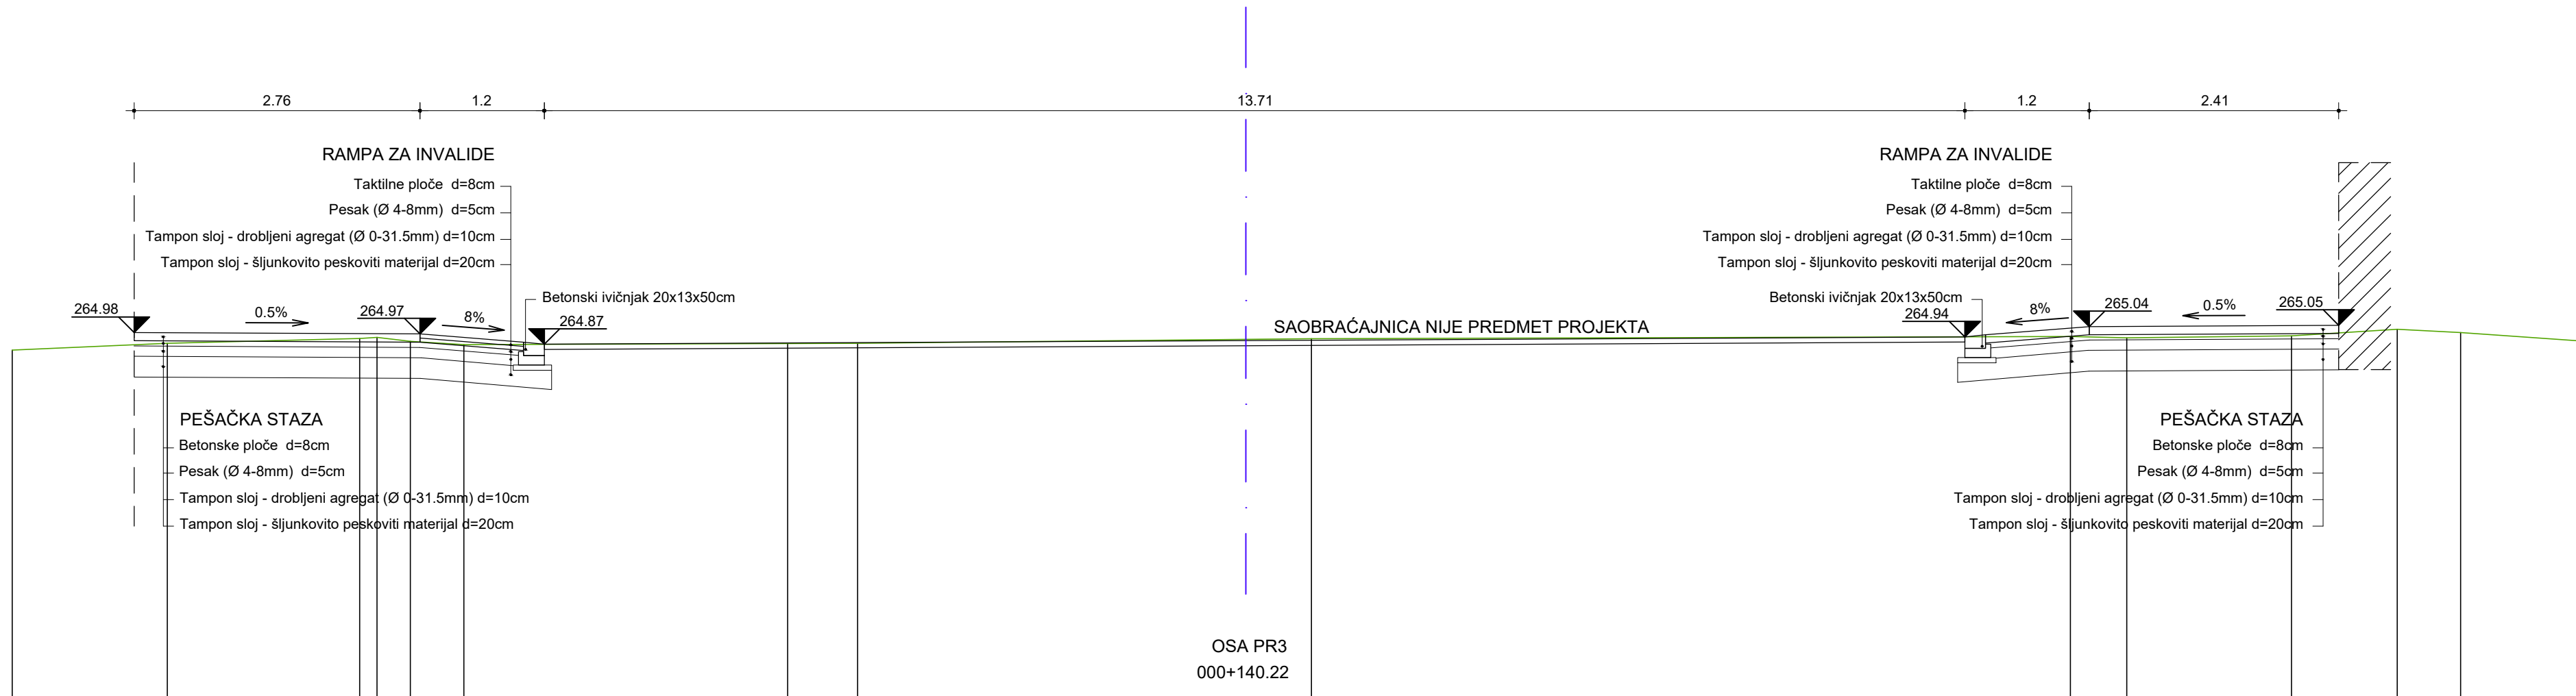 2.76
1.2
13.71
1.2
2.41
RAMPA ZA INVALIDE
Taktilne ploče d=8cm
Pesak (Ø 4-8mm) d=5cm
Tampon sloj - drobljeni agregat (Ø 0-31.5mm) d=10cm
Tampon sloj - šljunkovito peskoviti materijal d=20cm
Betonski ivičnjak 20x13x50cm
RAMPA ZA INVALIDE
Taktilne ploče d=8cm
Pesak (Ø 4-8mm) d=5cm
Tampon sloj - drobljeni agregat (Ø 0-31.5mm) d=10cm
Tampon sloj - šljunkovito peskoviti materijal d=20cm
Betonski ivičnjak 20x13x50cm
264.98
0.5%
264.97
8%
264.87
SAOBRAĆAJNICA NIJE PREDMET PROJEKTA
264.94
8%
265.04
0.5%
265.05
PEŠAČKA STAZA
Betonske ploče d=8cm
Pesak (Ø 4-8mm) d=5cm
Tampon sloj - drobljeni agregat (Ø 0-31.5mm) d=10cm
Tampon sloj - šljunkovito peskoviti materijal d=20cm
PEŠAČKA STAZA
Betonske ploče d=8cm
Pesak (Ø 4-8mm) d=5cm
Tampon sloj - drobljeni agregat (Ø 0-31.5mm) d=10cm
Tampon sloj - šljunkovito peskoviti materijal d=20cm
OSA PR3
000+140.22